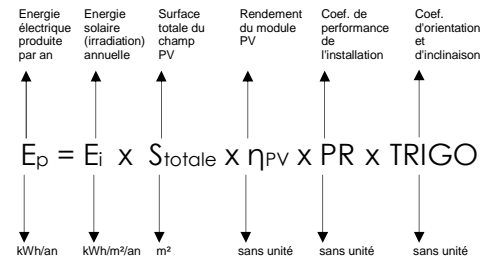 Energie
électrique
produite
par an
Energie
solaire
(irradiation)
annuelle
Surface
totale du
champ
PV
Rendement
du module
PV
Coef. de
performance
de
l'installation
Coef.
d'orientation
et
d'inclinaison
Ep = Ei x Stotale x ηPV x PR x TRIGO
kWh/an kWh/m²/an m² sans unité sans unité sans unité